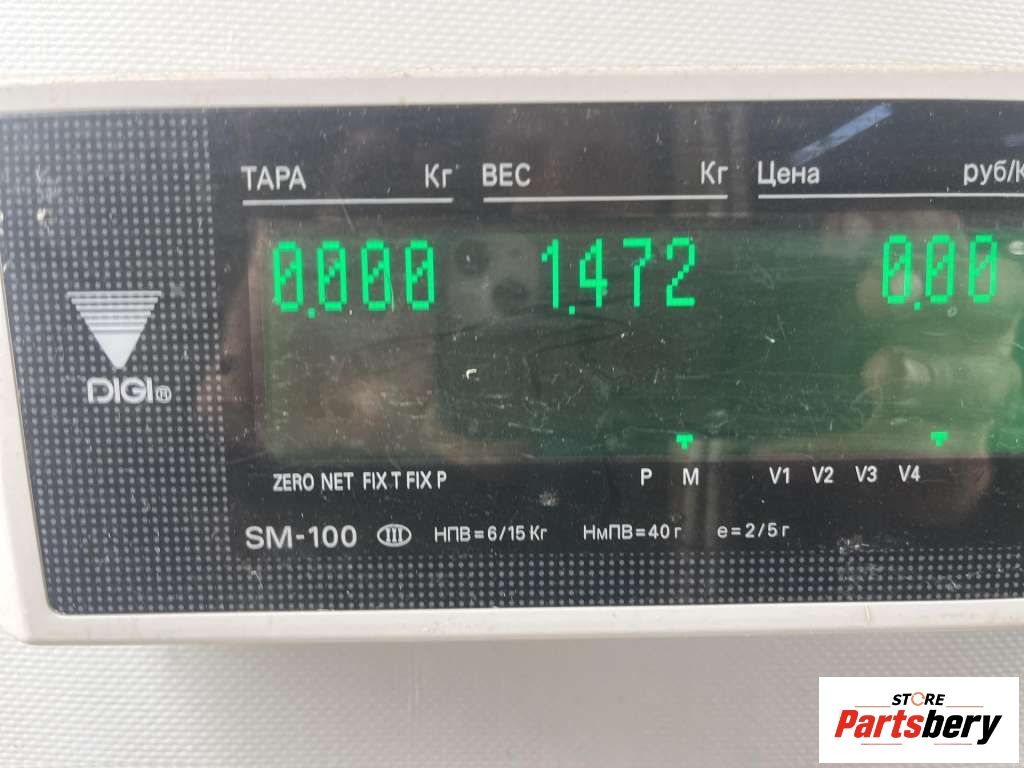 ТАРА Кг ВЕС Кг Цена руб/К
0.000 1.472 0.00
DIGI®
ZERO NET FIX T FIX P P M V1 V2 V3 V4
SM-100 III НПВ=6/15 Кг НмПВ=40 г e=2/5 г
STORE
Partsbery